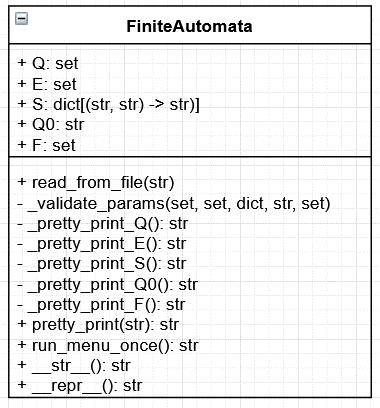 FiniteAutomata
+ Q: set
+ E: set
+ S: dict[(str, str) -> str)]
+ Q0: str
+ F: set
+ read_from_file(str)
- _validate_params(set, set, dict, str, set)
- _pretty_print_Q(): str
- _pretty_print_E(): str
- _pretty_print_S(): str
- _pretty_print_Q0(): str
- _pretty_print_F(): str
+ pretty_print(str): str
+ run_menu_once(): str
+ __str__(): str
+ __repr__(): str